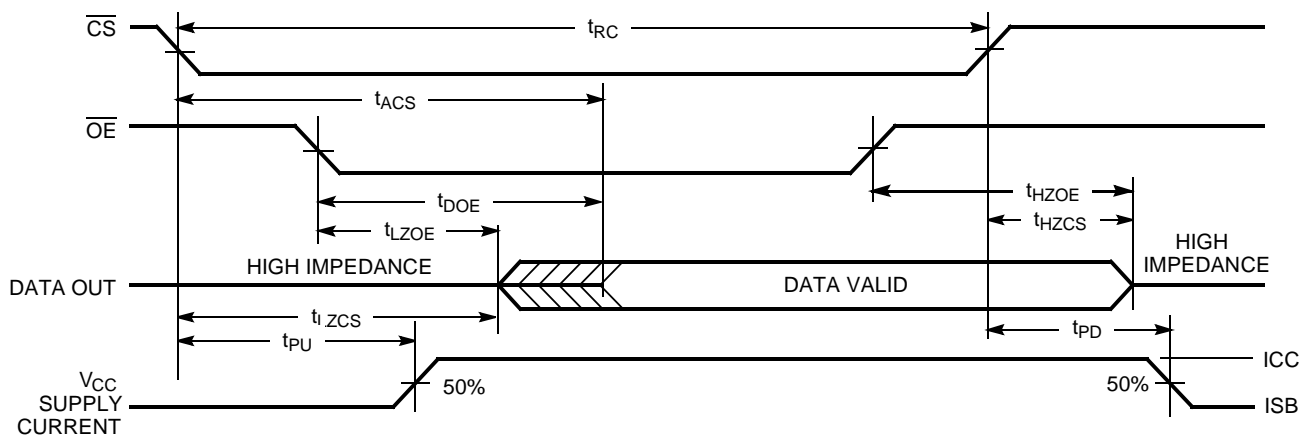 CS
tRC
tACS
OE
tHZOE
tDOE
tHZCS
tLZOE
HIGH IMPEDANCE
HIGH
IMPEDANCE
DATA OUT
DATA VALID
tLZCS
tPU
tPD
ICC
VCC
SUPPLY
CURRENT
50%
50%
ISB